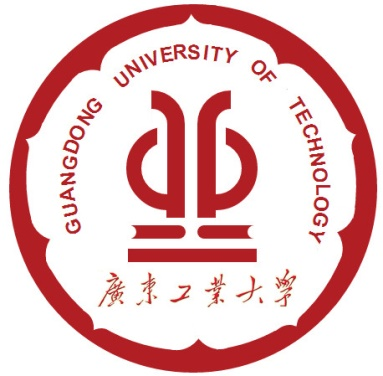 GUANGDONG UNIVERSITY OF TECHNOLOGY
廣東工業大學